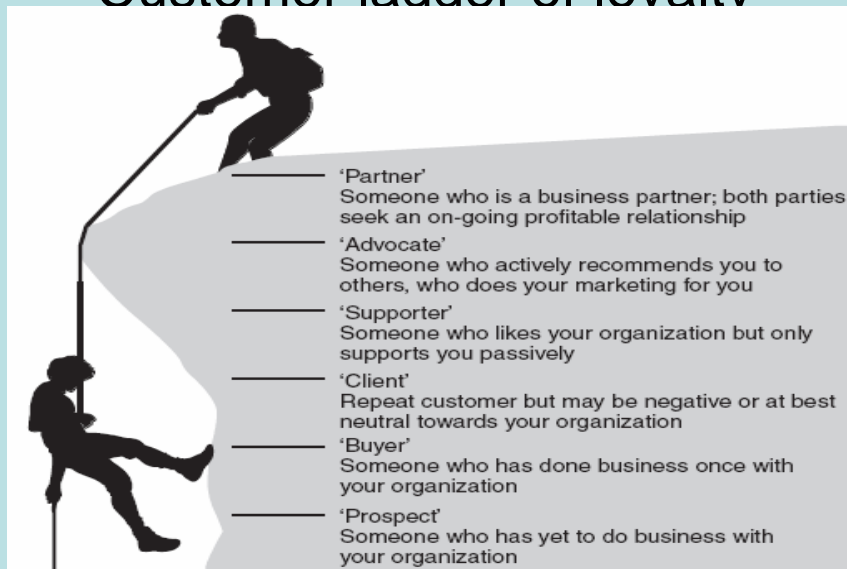 Customer ladder of loyalty
‘Partner’
Someone who is a business partner; both parties
seek an on-going profitable relationship
‘Advocate’
Someone who actively recommends you to
others, who does your marketing for you
‘Supporter’
Someone who likes your organization but only
supports you passively
‘Client’
Repeat customer but may be negative or at best
neutral towards your organization
‘Buyer’
Someone who has done business once with
your organization
‘Prospect’
Someone who has yet to do business with
your organization